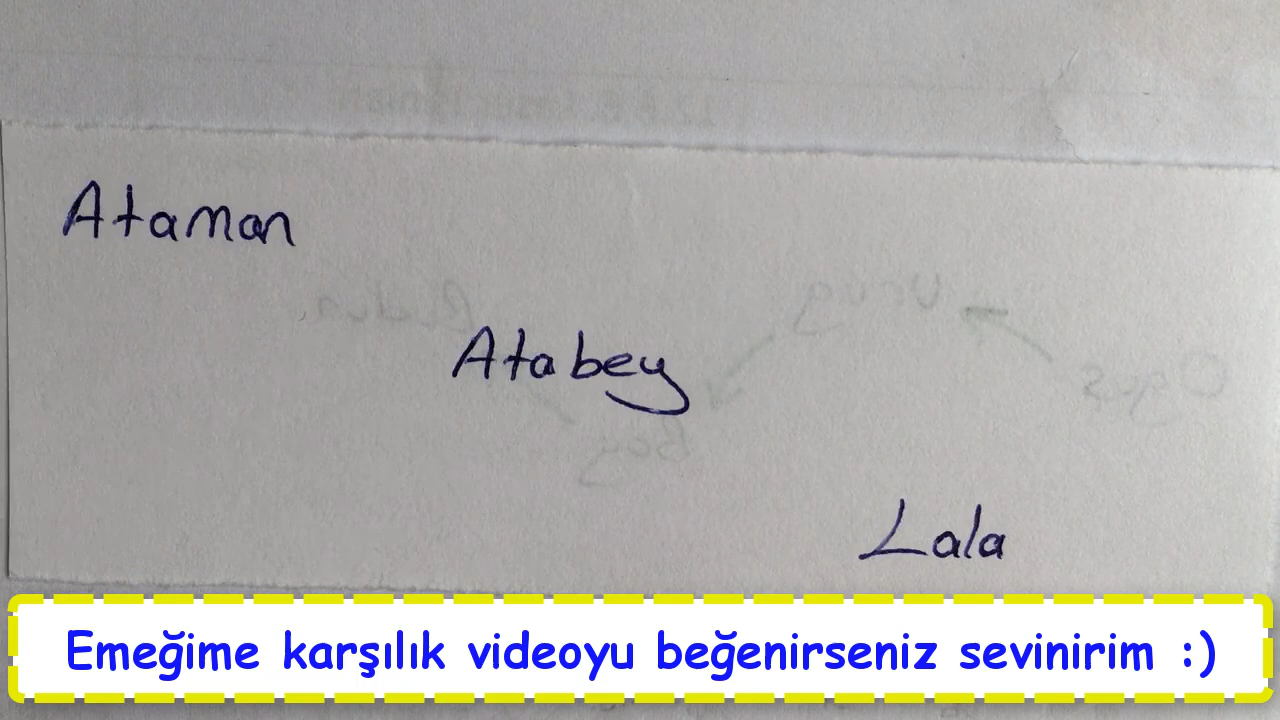 Ataman
Atabey
Lala
Emeğime karşılık videoyu beğenirseniz sevinirim :)